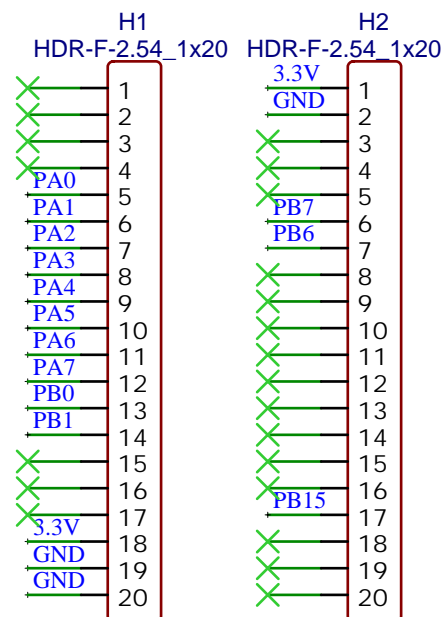 H1
HDR-F-2.54_1x20
1
2
3
4
PA0 5
PA1 6
PA2 7
PA3 8
PA4 9
PA5 10
PA6 11
PA7 12
PB0 13
PB1 14
15
16
17
3.3V 18
GND 19
GND 20
H2
HDR-F-2.54_1x20
3.3V 1
GND 2
3
4
5
PB7 6
PB6 7
8
9
10
11
12
13
14
15
16
PB15 17
18
19
20